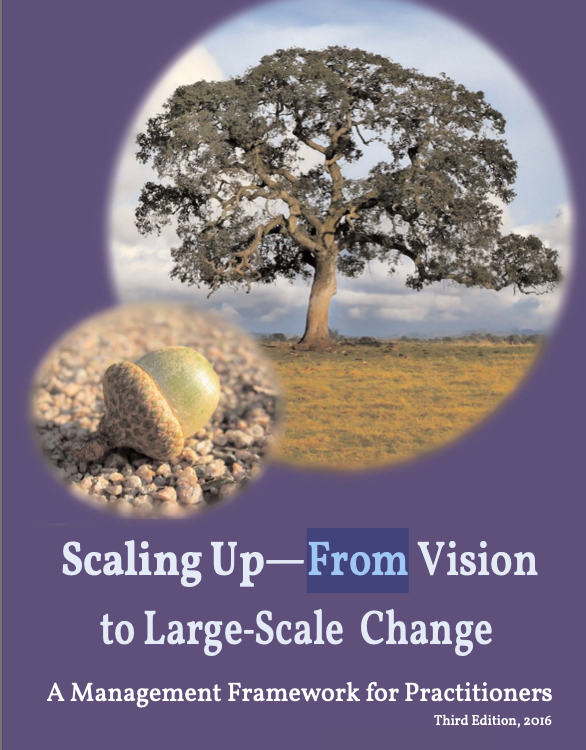 Scaling Up—From Vision
to Large-Scale Change
A Management Framework for Practitioners
Third Edition, 2016